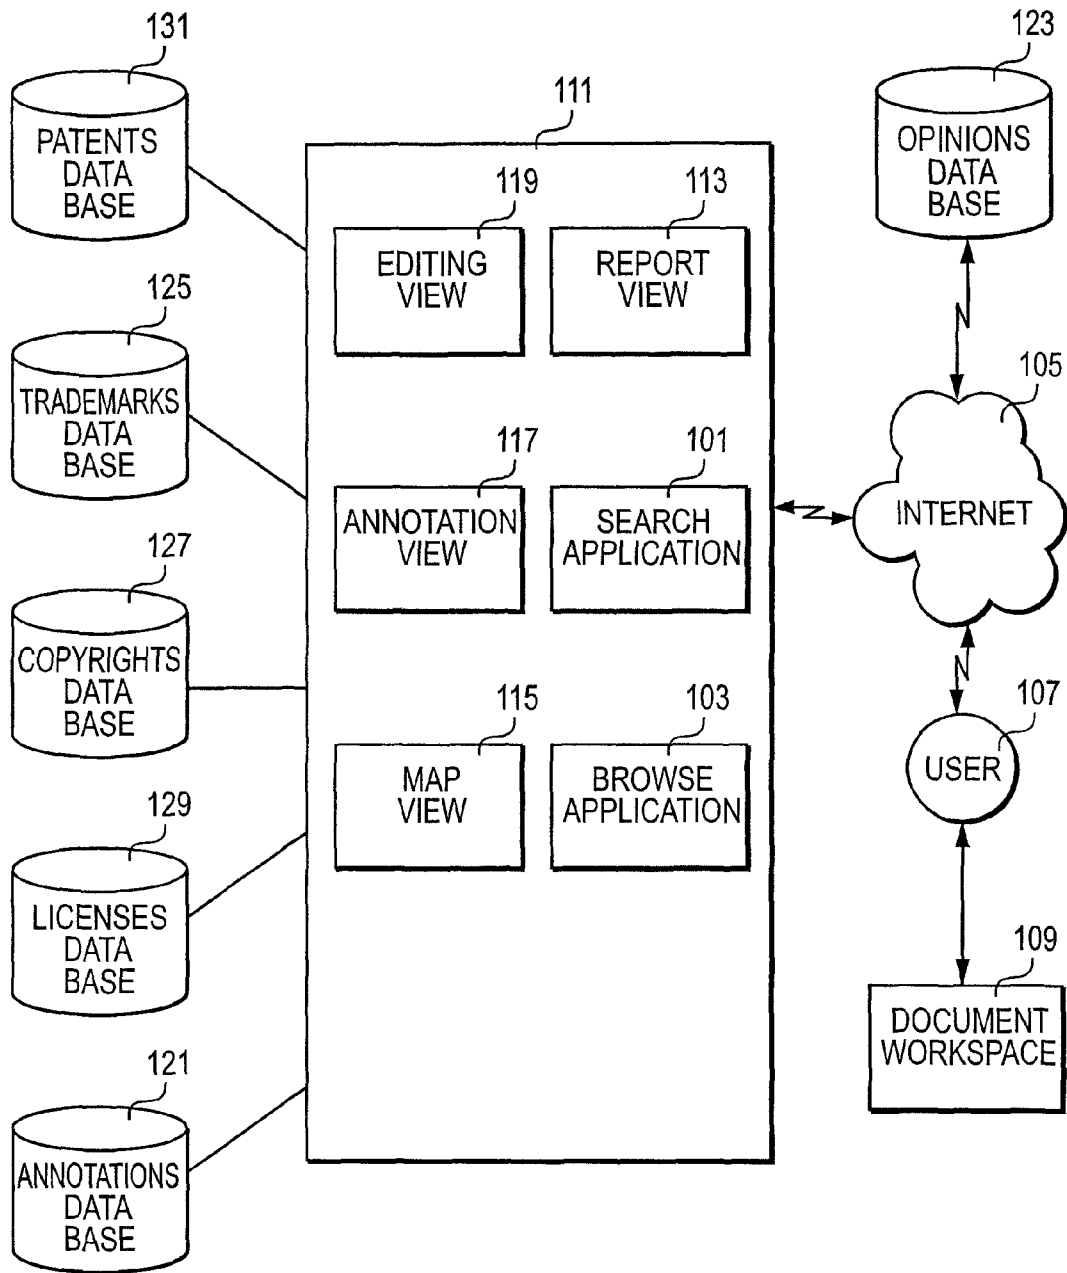 131
PATENTS
DATA
BASE
125
TRADEMARKS
DATA
BASE
127
COPYRIGHTS
DATA
BASE
129
LICENSES
DATA
BASE
121
ANNOTATIONS
DATA
BASE
111
119
EDITING
VIEW
113
REPORT
VIEW
117
ANNOTATION
VIEW
101
SEARCH
APPLICATION
115
MAP
VIEW
103
BROWSE
APPLICATION
123
OPINIONS
DATA
BASE
105
INTERNET
107
USER
109
DOCUMENT
WORKSPACE